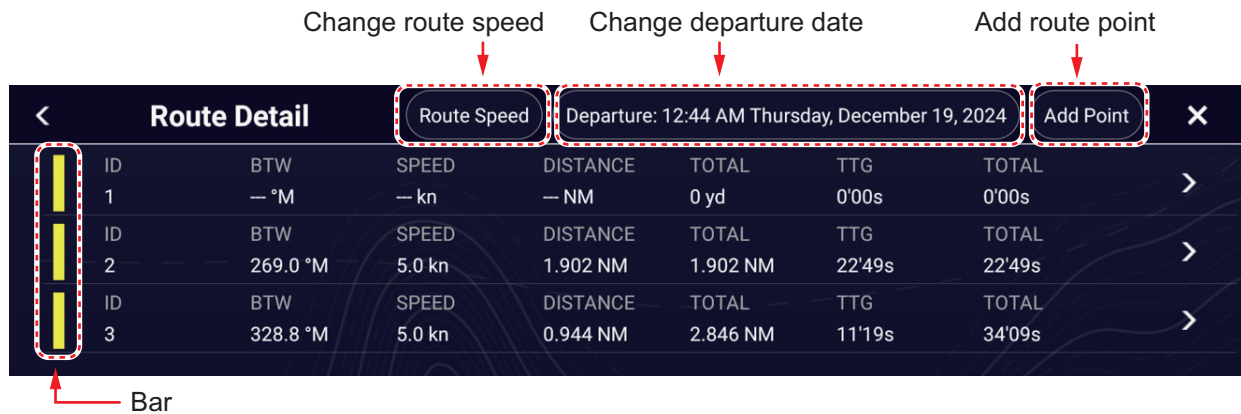 Change route speed Change departure date Add route point
< Route Detail Route Speed Departure: 12:44 AM Thursday, December 19, 2024 Add Point ×
ID BTW SPEED DISTANCE TOTAL TTG TOTAL
1 --- °M --- kn --- NM 0 yd 0'00s 0'00s
ID BTW SPEED DISTANCE TOTAL TTG TOTAL
2 269.0 °M 5.0 kn 1.902 NM 1.902 NM 22'49s 22'49s
ID BTW SPEED DISTANCE TOTAL TTG TOTAL
3 328.8 °M 5.0 kn 0.944 NM 2.846 NM 11'19s 34'09s
Bar